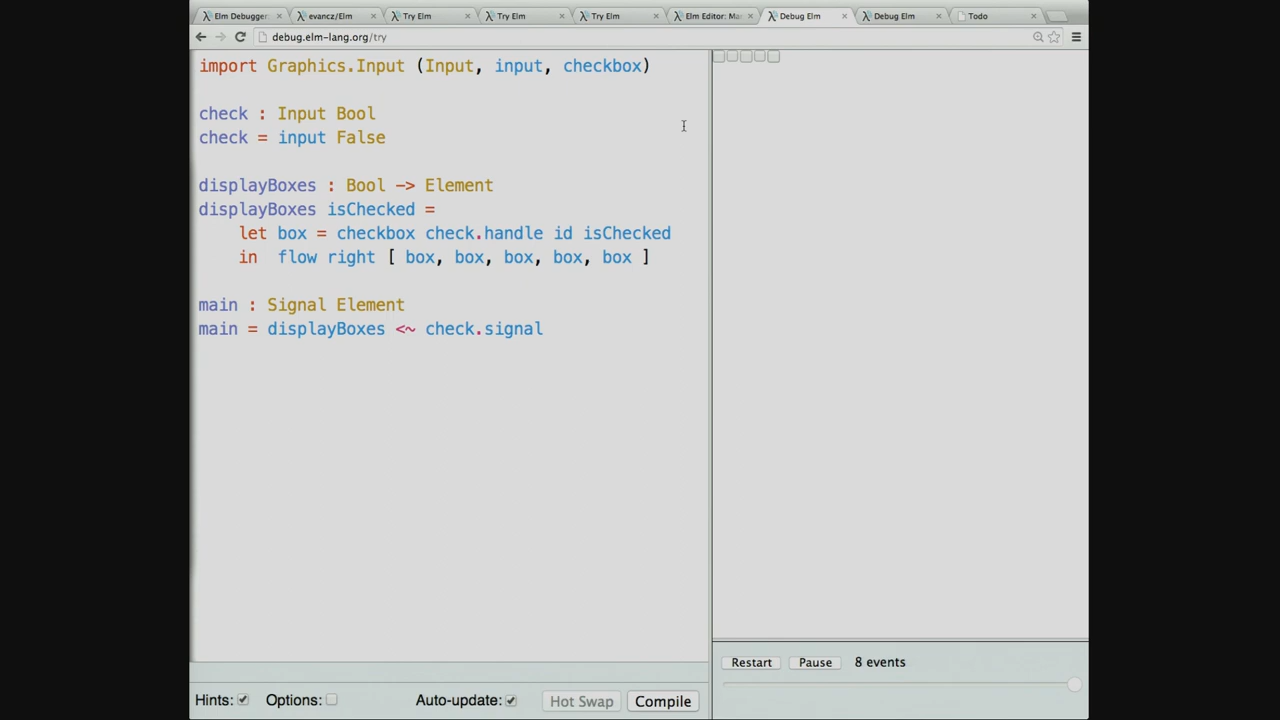 Elm Debugger
evancz/Elm
Try Elm
Try Elm
Try Elm
Elm Editor: Ma
Debug Elm
Debug Elm
Todo
debug.elm-lang.org/try
import Graphics.Input (Input, input, checkbox)
check : Input Bool
check = input False
displayBoxes : Bool -> Element
displayBoxes isChecked =
let box = checkbox check.handle id isChecked
in flow right [ box, box, box, box, box ]
main : Signal Element
main = displayBoxes <~ check.signal
Restart Pause 8 events
Hints: Options: Auto-update: Hot Swap Compile